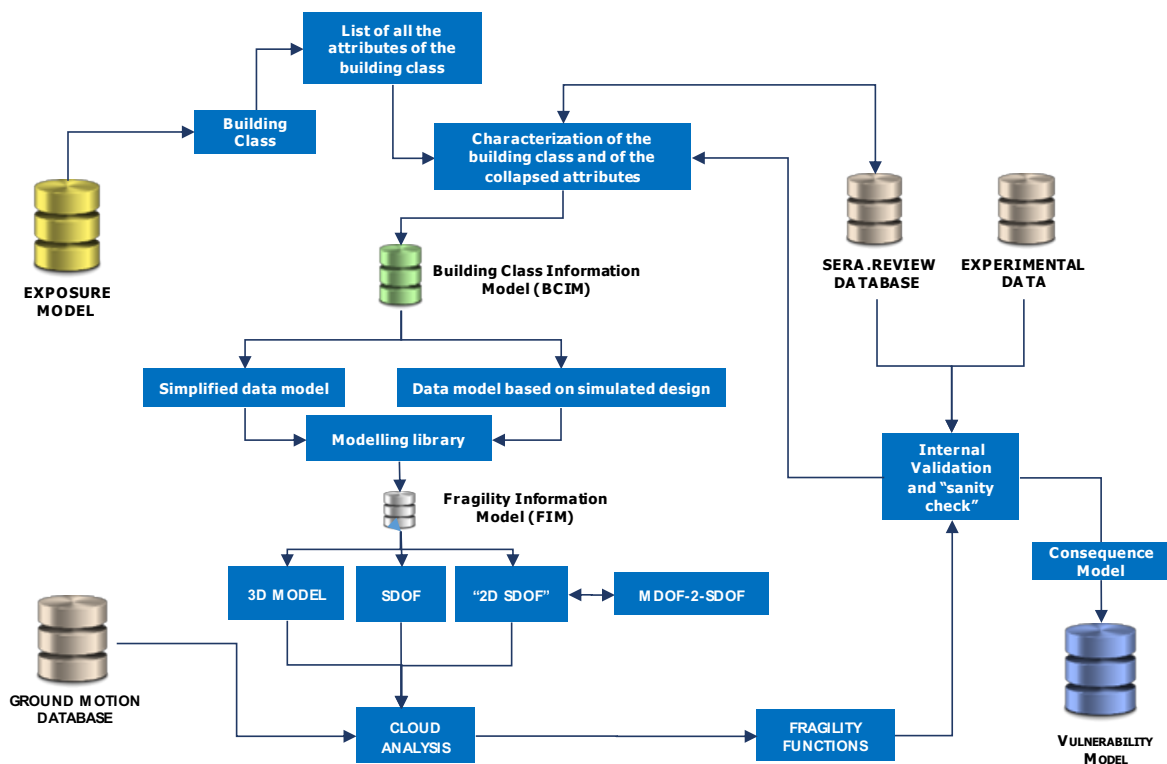 List of all the
attributes of the
building class
Building
Class
Characterization of the
building class and of the
collapsed attributes
EXPOSURE
MODEL
Building Class Information
Model (BCIM)
SERA.REVIEW
DATABASE
EXPERIMENTAL
DATA
Simplified data model
Data model based on simulated design
Modelling library
Internal
Validation
and “sanity
check”
Fragility Information
Model (FIM)
Consequence
Model
3D MODEL
SDOF
“2D SDOF”
MDOF-2-SDOF
GROUND MOTION
DATABASE
CLOUD
ANALYSIS
FRAGILITY
FUNCTIONS
VULNERABILITY
MODEL